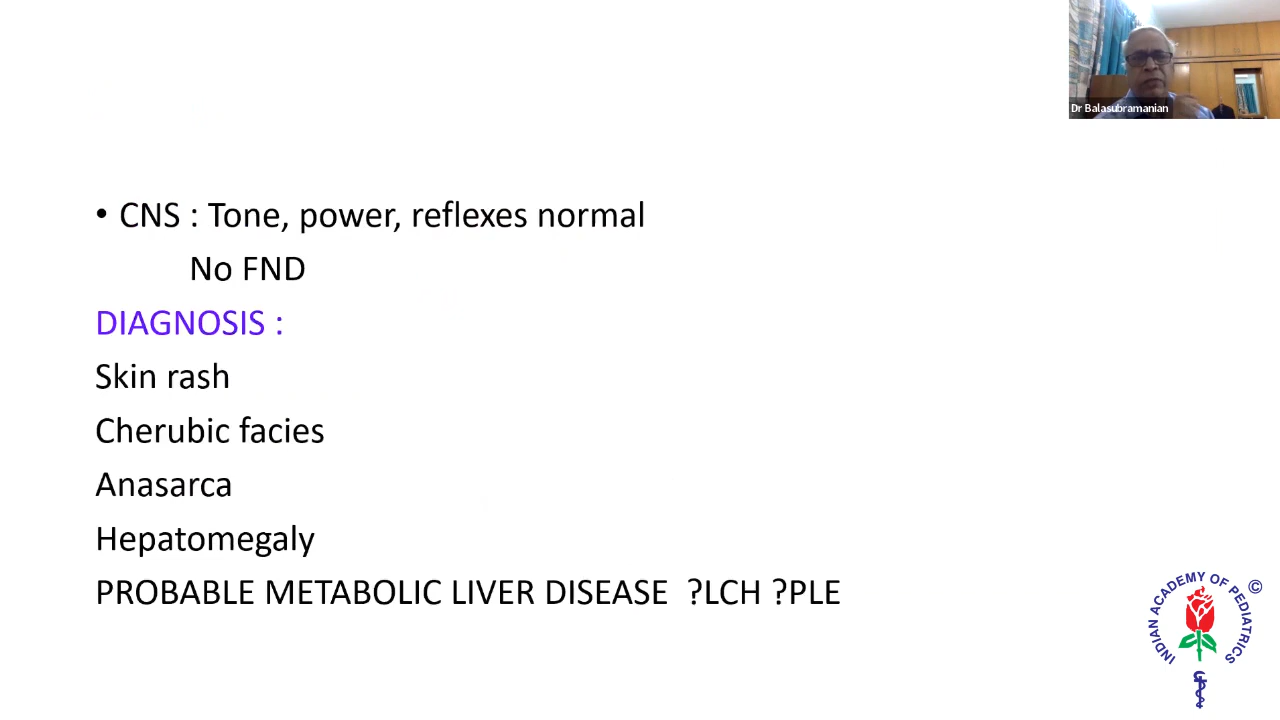 Dr Balasubramanian
• CNS : Tone, power, reflexes normal
No FND
DIAGNOSIS :
Skin rash
Cherubic facies
Anasarca
Hepatomegaly
PROBABLE METABOLIC LIVER DISEASE ?LCH ?PLE
INDIAN ACADEMY OF PEDIATRICS ©